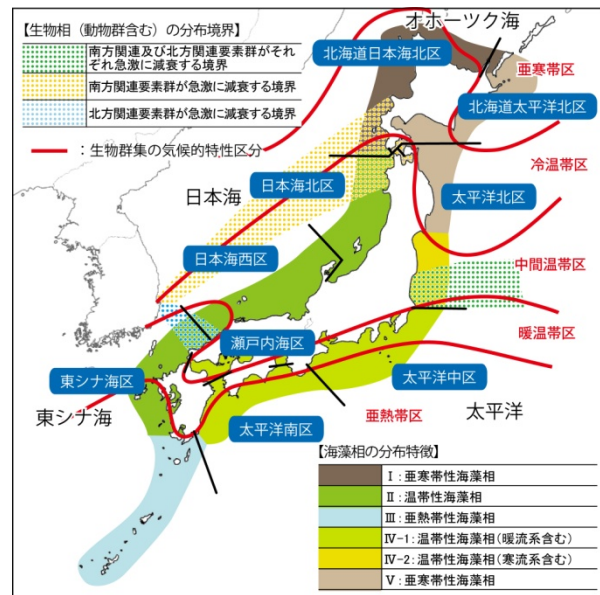 【生物相（動物群含む）の分布境界】
南方関連及び北方関連要素群がそれ
ぞれ急激に減衰する境界
南方関連要素群が急激に減衰する境界
北方関連要素群が急激に減衰する境界
：生物群集の気候的特性区分
オホーツク海
北海道日本海北区
亜寒帯区
北海道太平洋北区
冷温帯区
日本海
日本海北区
太平洋北区
日本海西区
中間温帯区
瀬戸内海区
暖温帯区
東シナ海区
太平洋中区
東シナ海
亜熱帯区
太平洋
太平洋南区
【海藻相の分布特徴】
Ⅰ：亜寒帯性海藻相
Ⅱ：温帯性海藻相
Ⅲ：亜熱帯性海藻相
Ⅳ-1：温帯性海藻相（暖流系含む）
Ⅳ-2：温帯性海藻相（寒流系含む）
Ⅴ：亜寒帯性海藻相